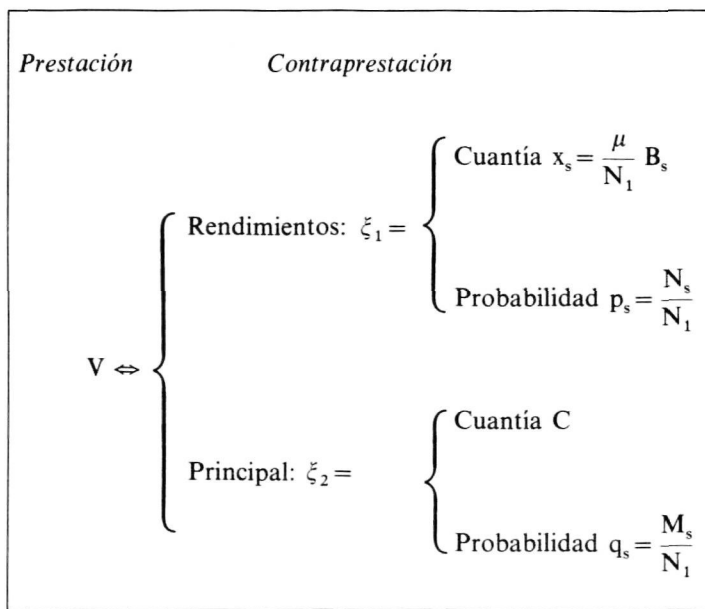 Prestación Contraprestación
Cuantía x_s = μ/N_1 B_s
Rendimientos: ξ_1 =
Probabilidad p_s = N_s/N_1
V ⇔
Cuantía C
Principal: ξ_2 =
Probabilidad q_s = M_s/N_1